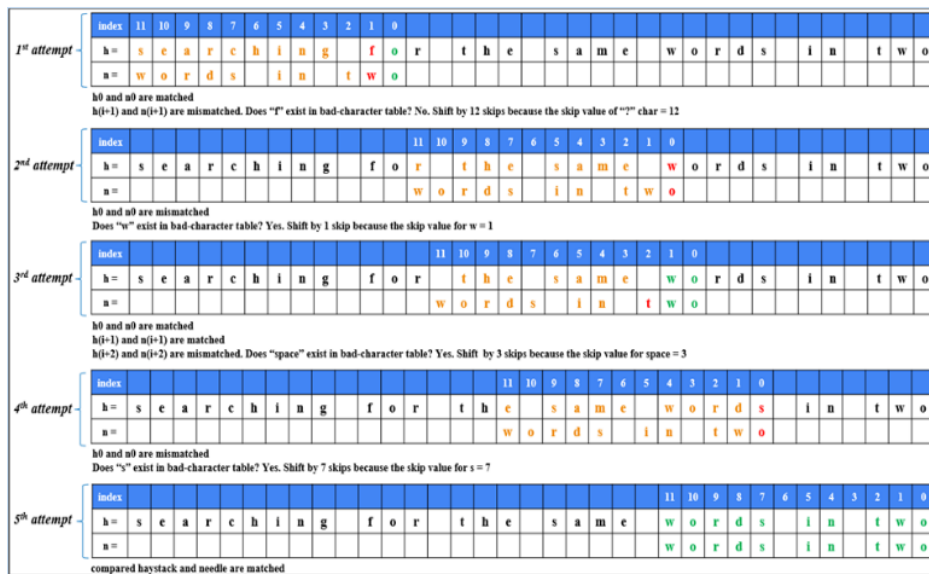 index 11 10 9 8 7 6 5 4 3 2 1 0
1st attempt h = s e a r c h i n g f o r t h e s a m e w o r d s i n t w o
n = w o r d s i n t w o
h0 and n0 are matched
h(i+1) and n(i+1) are mismatched. Does "f" exist in bad-character table? No. Shift by 12 skips because the skip value of "?" char = 12
index 11 10 9 8 7 6 5 4 3 2 1 0
2nd attempt h = s e a r c h i n g f o r t h e s a m e w o r d s i n t w o
n = w o r d s i n t w o
h0 and n0 are mismatched
Does "w" exist in bad-character table? Yes. Shift by 1 skip because the skip value for w = 1
index 11 10 9 8 7 6 5 4 3 2 1 0
3rd attempt h = s e a r c h i n g f o r t h e s a m e w o r d s i n t w o
n = w o r d s i n t w o
h0 and n0 are matched
h(i+1) and n(i+1) are matched
h(i+2) and n(i+2) are mismatched. Does "space" exist in bad-character table? Yes. Shift by 3 skips because the skip value for space = 3
index 11 10 9 8 7 6 5 4 3 2 1 0
4th attempt h = s e a r c h i n g f o r t h e s a m e w o r d s i n t w o
n = w o r d s i n t w o
h0 and n0 are mismatched
Does "s" exist in bad-character table? Yes. Shift by 7 skips because the skip value for s = 7
index 11 10 9 8 7 6 5 4 3 2 1 0
5th attempt h = s e a r c h i n g f o r t h e s a m e w o r d s i n t w o
n = w o r d s i n t w o
compared haystack and needle are matched